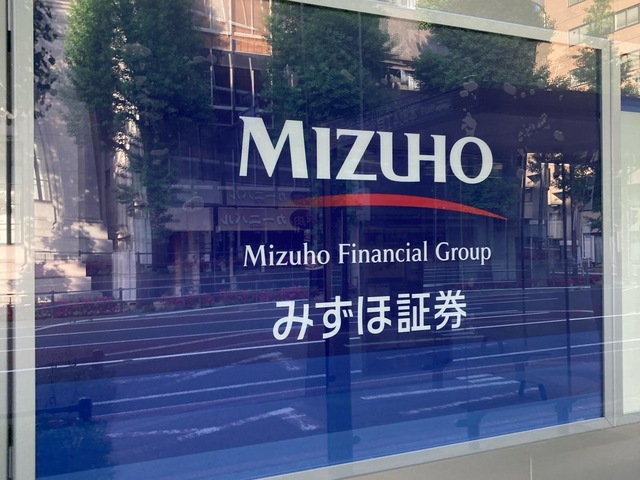 MIZUHO
Mizuho Financial Group
みずほ証券